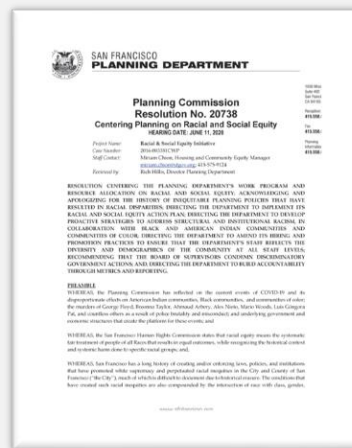 SAN FRANCISCO
PLANNING DEPARTMENT
Planning Commission
Resolution No. 20738
Centering Planning on Racial and Social Equity
HEARING DATE: JUNE 11, 2020
Project Name: Racial & Social Equity Initiative
Case Number:
Staff Contact: Miriam Chion, Housing and Community Equity Manager
Reviewed by: Rich Hillis, Director Planning Department
RESOLUTION CENTERING THE PLANNING DEPARTMENT'S WORK PROGRAM AND
RESOURCE ALLOCATION ON RACIAL AND SOCIAL EQUITY; ACKNOWLEDGING AND
APOLOGIZING FOR THE HISTORY OF INEQUITABLE PLANNING POLICIES THAT HAVE
RESULTED IN RACIAL DISPARITIES; DIRECTING THE DEPARTMENT TO IMPLEMENT ITS
RACIAL AND SOCIAL EQUITY ACTION PLAN; DIRECTING THE DEPARTMENT TO DEVELOP
PROACTIVE STRATEGIES TO ADDRESS STRUCTURAL AND INSTITUTIONAL RACISM, IN
COLLABORATION WITH BLACK AND AMERICAN INDIAN COMMUNITIES AND
COMMUNITIES OF COLOR; DIRECTING THE DEPARTMENT TO AMEND ITS HIRING AND
PROMOTION PRACTICES TO ENSURE THAT THE DEPARTMENT'S STAFF REFLECTS THE
DIVERSITY AND DEMOGRAPHICS OF THE COMMUNITY AT ALL STAFF LEVELS;
RECOMMENDING THAT THE BOARD OF SUPERVISORS CONDEMN DISCRIMINATORY
GOVERNMENT ACTIONS; AND DIRECTING THE DEPARTMENT TO BUILD ACCOUNTABILITY
THROUGH METRICS AND REPORTING.
PREAMBLE
WHEREAS, the Planning Commission has reflected on the current events of COVID-19 and its
disproportionate effects on American Indian communities, Black communities, and communities of color;
the murders of George Floyd, Breonna Taylor, Ahmaud Arbery, Alex Nieto, Mario Woods, Luis Góngora
Pat, and countless others as a result of police brutality and misconduct; and underlying government and
economic structures that create the platform for these events; and
WHEREAS, the San Francisco Human Rights Commission states that racial equity means the systematic
fair treatment of people of all Races that results in equal outcomes, while recognizing the historical context
and systemic harm done to specific racial groups; and,
WHEREAS, San Francisco has a long history of creating and/or enforcing laws, policies, and institutions
that have promoted white supremacy and perpetuated racial inequities in the City and County of San
Francisco ("the City"), much of which is difficult to document due to historical erasure. The conditions that
have created such racial inequities are also compounded by the intersection of race with class, gender,
www.sfplanning.org